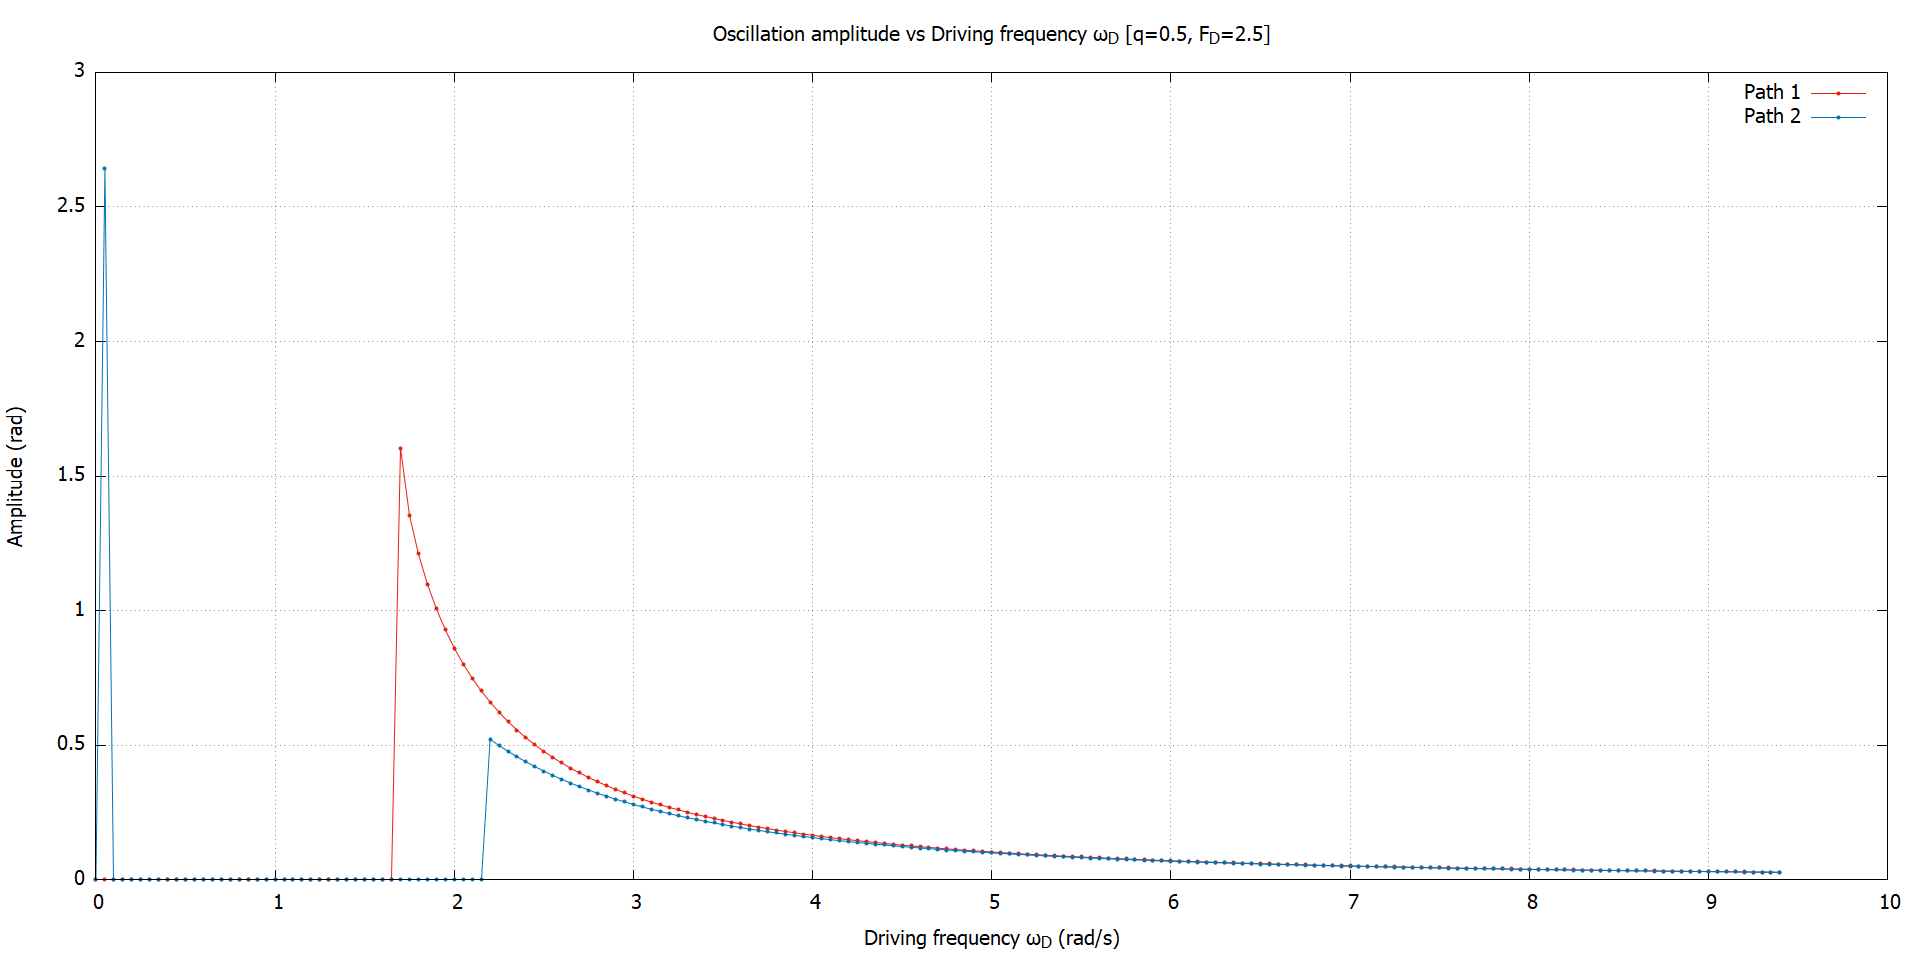 Oscillation amplitude vs Driving frequency ωD [q=0.5, FD=2.5]
Path 1
Path 2
3
2.5
2
1.5
1
0.5
0
Amplitude (rad)
0 1 2 3 4 5 6 7 8 9 10
Driving frequency ωD (rad/s)